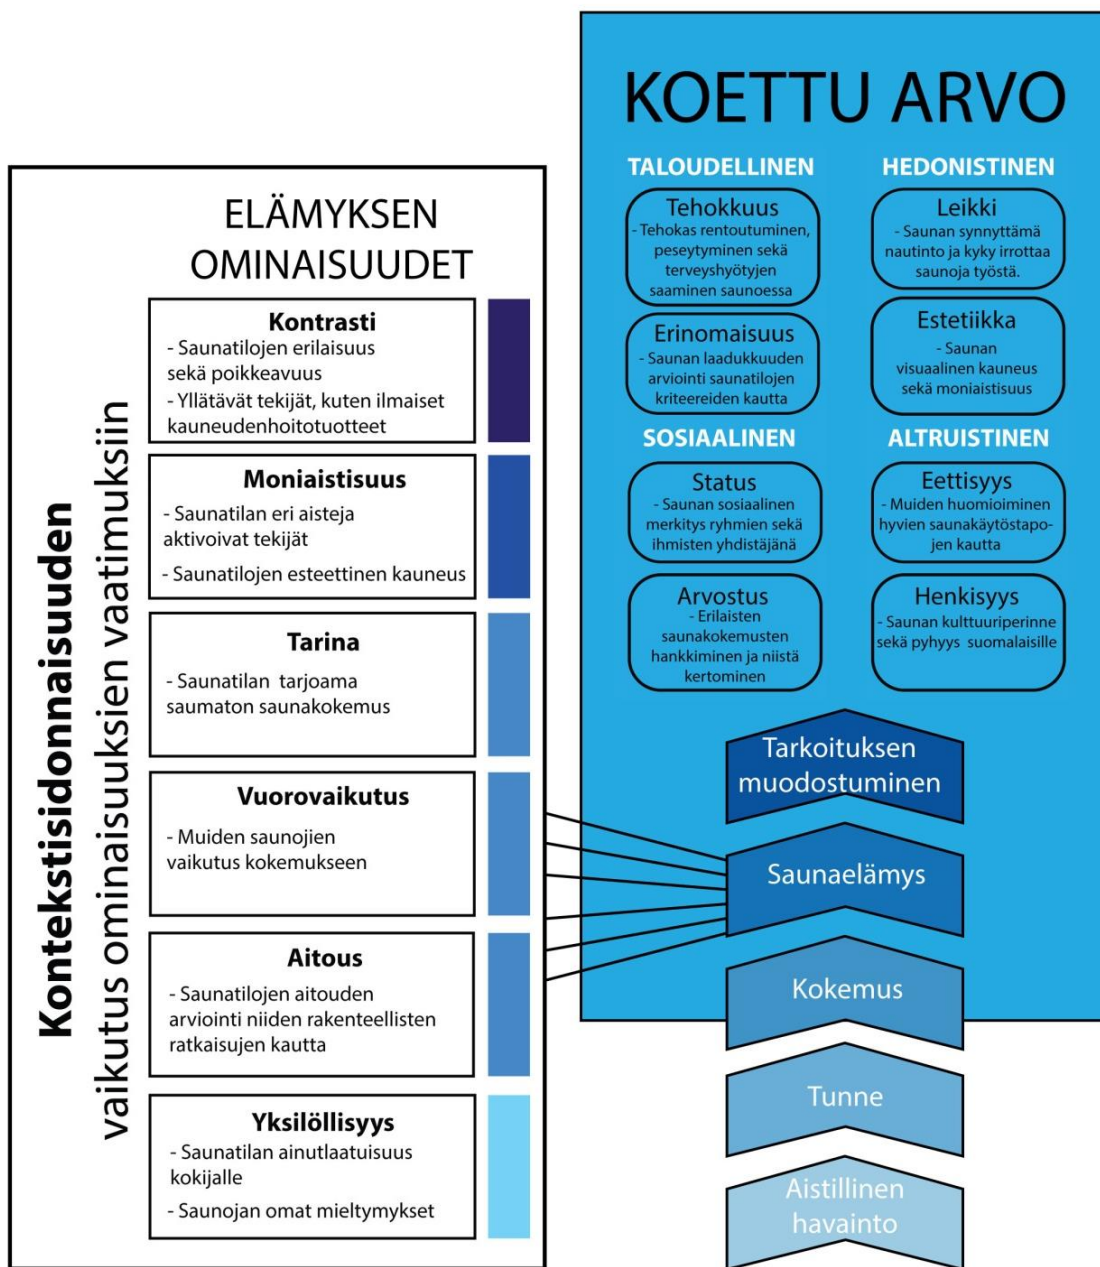 Kontekstisidonnaisuuden
vaikutus ominaisuuksien vaatimuksiin
ELÄMYKSEN
OMINAISUUDET
Kontrasti
- Saunatilojen erilaisuus
sekä poikkeavuus
- Yllätävät tekijät, kuten ilmaiset
kauneudenhoitotuotteet
Moniaistisuus
- Saunatilan eri aisteja
aktivoivat tekijät
- Saunatilojen esteettinen kauneus
Tarina
- Saunatilan tarjoama
saumaton saunakokemus
Vuorovaikutus
- Muiden saunojien
vaikutus kokemukseen
Aitous
- Saunatilojen aitouden
arviointi niiden rakenteellisten
ratkaisujen kautta
Yksilöllisyys
- Saunatilan ainutlaatuisuus
kokijalle
- Saunojan omat mieltymykset
KOETTU ARVO
TALOUDELLINEN
Tehokkuus
- Tehokas rentoutuminen,
peseytyminen sekä
terveyshyötyjen
saaminen saunoessa
Erinomaisuus
- Saunan laadukkuuden
arviointi saunatilojen
kriteereiden kautta
HEDONISTINEN
Leikki
- Saunan synnyttämä
nautinto ja kyky irrottaa
saunoja työstä.
Estetiikka
- Saunan
visuaalinen kauneus
sekä moniaistisuus
SOSIAALINEN
Status
- Saunan sosiaalinen
merkitys ryhmien sekä
ihmisten yhdistäjänä
Arvostus
- Erilaisten
saunakokemusten
hankkiminen ja niistä
kertominen
ALTRUISTINEN
Eettisyys
- Muiden huomioiminen
hyvien saunakäytöstapo-
jen kautta
Henkisyys
- Saunan kulttuuriperinne
sekä pyhyys suomalaisille
Tarkoituksen
muodostuminen
Saunaelämys
Kokemus
Tunne
Aistillinen
havainto